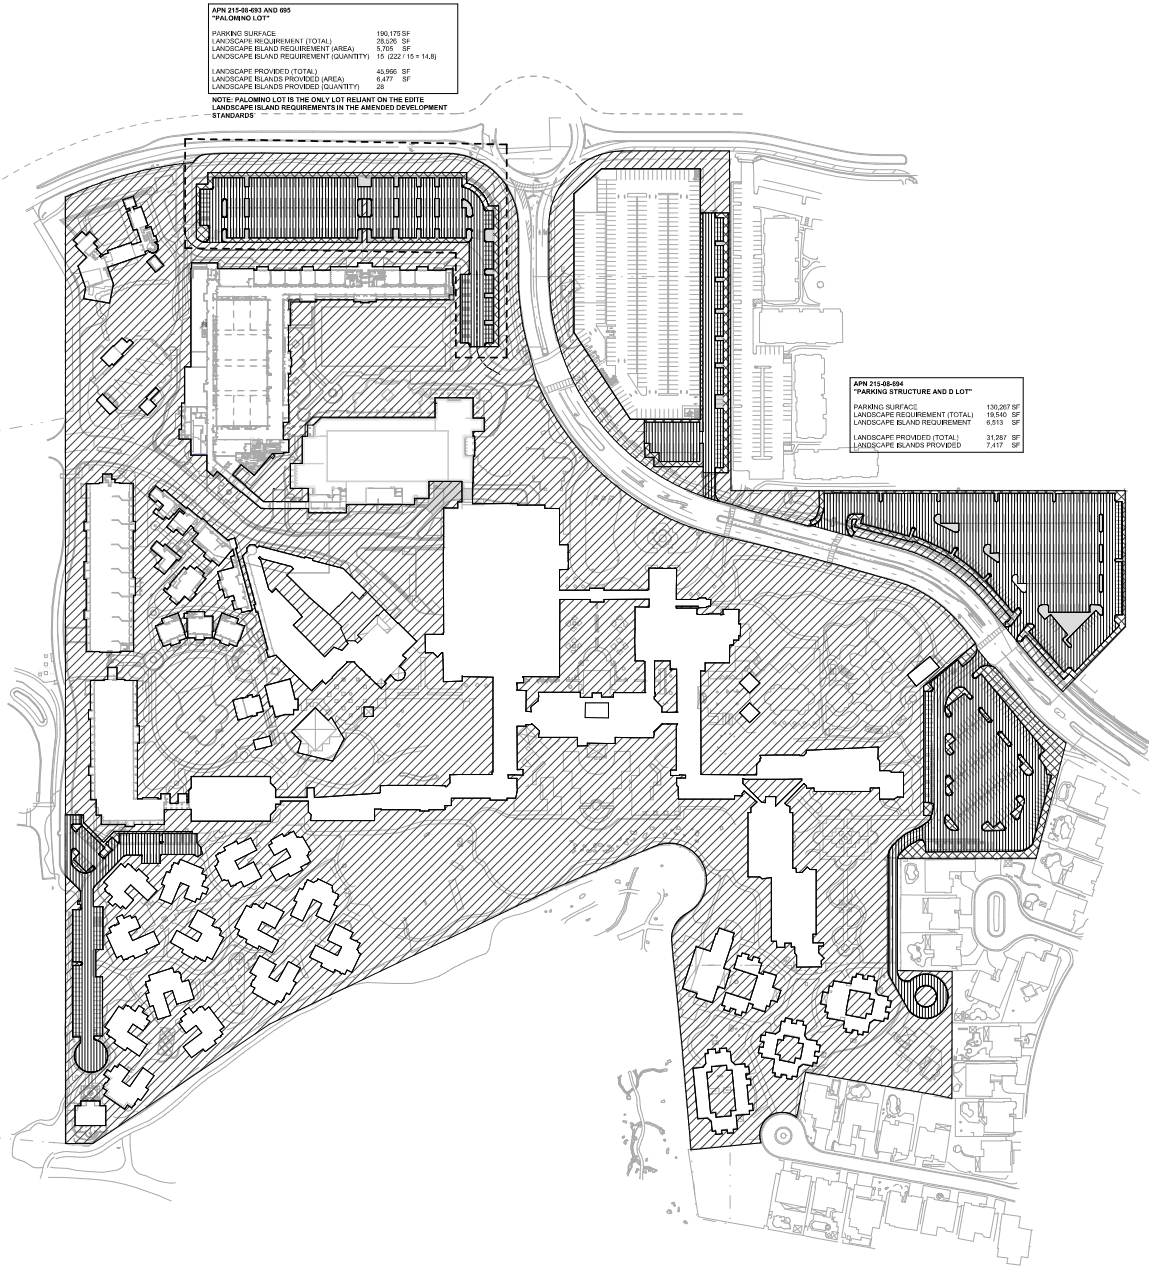 APN 215-08-693 AND 695
"PALOMINO LOT"
PARKING SURFACE 190,175 SF
LANDSCAPE REQUIREMENT (TOTAL) 28,526 SF
LANDSCAPE ISLAND REQUIREMENT (AREA) 5,705 SF
LANDSCAPE ISLAND REQUIREMENT (QUANTITY) 15 (222 / 15 = 14.8)
LANDSCAPE PROVIDED (TOTAL) 45,966 SF
LANDSCAPE ISLANDS PROVIDED (AREA) 6,477 SF
LANDSCAPE ISLANDS PROVIDED (QUANTITY) 28
NOTE: PALOMINO LOT IS THE ONLY LOT RELIANT ON THE EDITE
LANDSCAPE ISLAND REQUIREMENTS IN THE AMENDED DEVELOPMENT
STANDARDS
APN 215-08-694
"PARKING STRUCTURE AND D LOT"
PARKING SURFACE 130,267 SF
LANDSCAPE REQUIREMENT (TOTAL) 19,540 SF
LANDSCAPE ISLAND REQUIREMENT 6,513 SF
LANDSCAPE PROVIDED (TOTAL) 31,287 SF
LANDSCAPE ISLANDS PROVIDED 7,417 SF